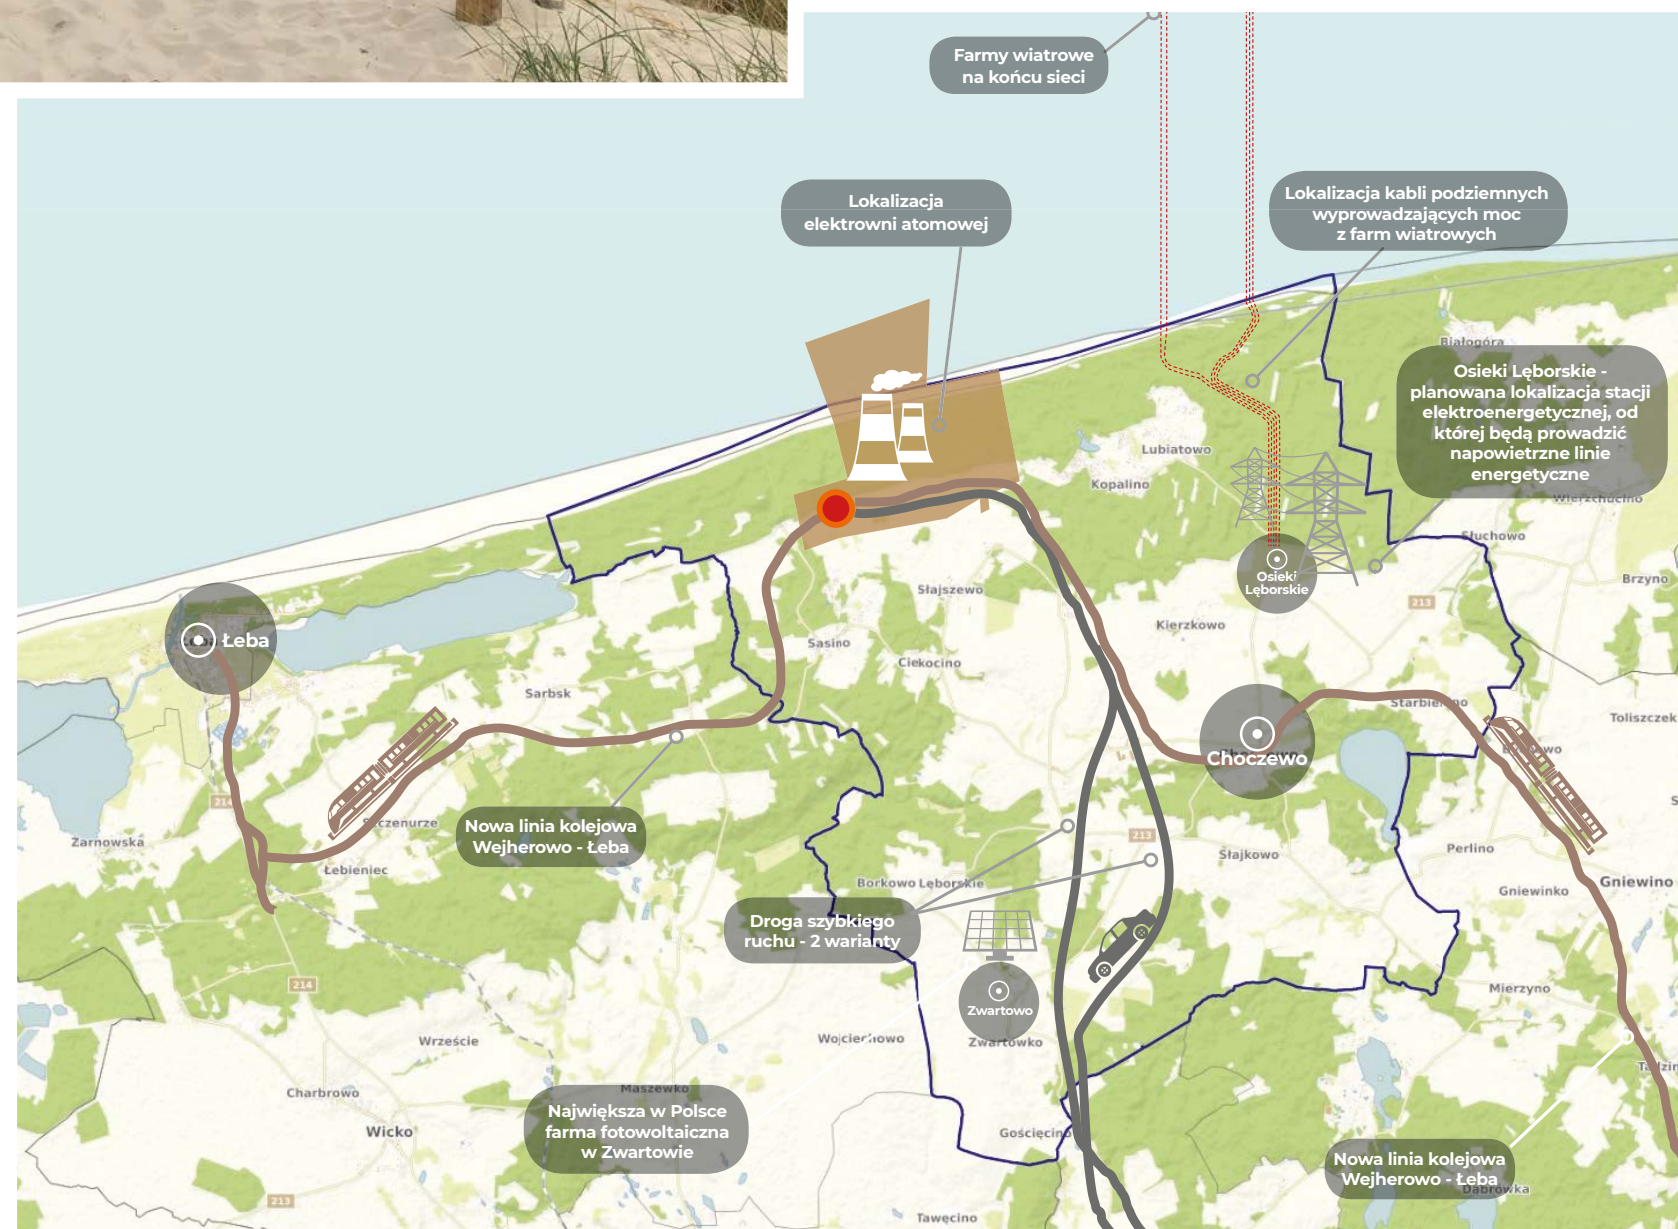 Farmy wiatrowe
na końcu sieci
Lokalizacja
elektrowni atomowej
Lokalizacja kabli podziemnych
wyprowadzających moc
z farm wiatrowych
Białogóra
Osieki Lęborskie -
planowana lokalizacja stacji
elektroenergetycznej, od
której będą prowadzić
napowietrzne linie
energetyczne
Lubiatowo
Kopalino
Wierzchucino
Słuchowo
Brzyno
Osieki
Lęborskie
213
Słajszewo
Kierzkowo
Łeba
Sasino
Ciekocino
Sarbsk
Starbienino
Toliszczek
Choczewo
214
Szczenurze
Nowa linia kolejowa
Wejherowo - Łeba
213
Żarnowska
Łebieniec
Słajkowo
Perlino
Borkowo Lęborskie
Gniewinko
Gniewino
Droga szybkiego
ruchu - 2 warianty
214
Mierzyno
Zwartowo
Wrzeście
Wojciechowo
Zwartówko
Charbrowo
Maszewko
Największa w Polsce
farma fotowoltaiczna
w Zwartowie
Wicko
Gościęcino
Nowa linia kolejowa
Wejherowo - Łeba
Dąbrówka
213
Tawęcino